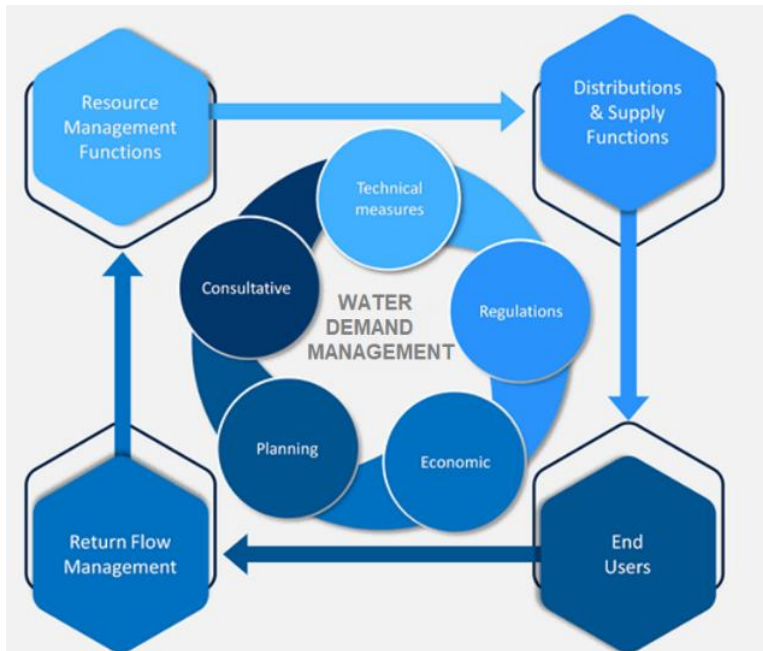 Resource
Management
Functions
Distributions
& Supply
Functions
Technical
measures
Consultative
WATER
DEMAND
MANAGEMENT
Regulations
Planning
Economic
Return Flow
Management
End
Users